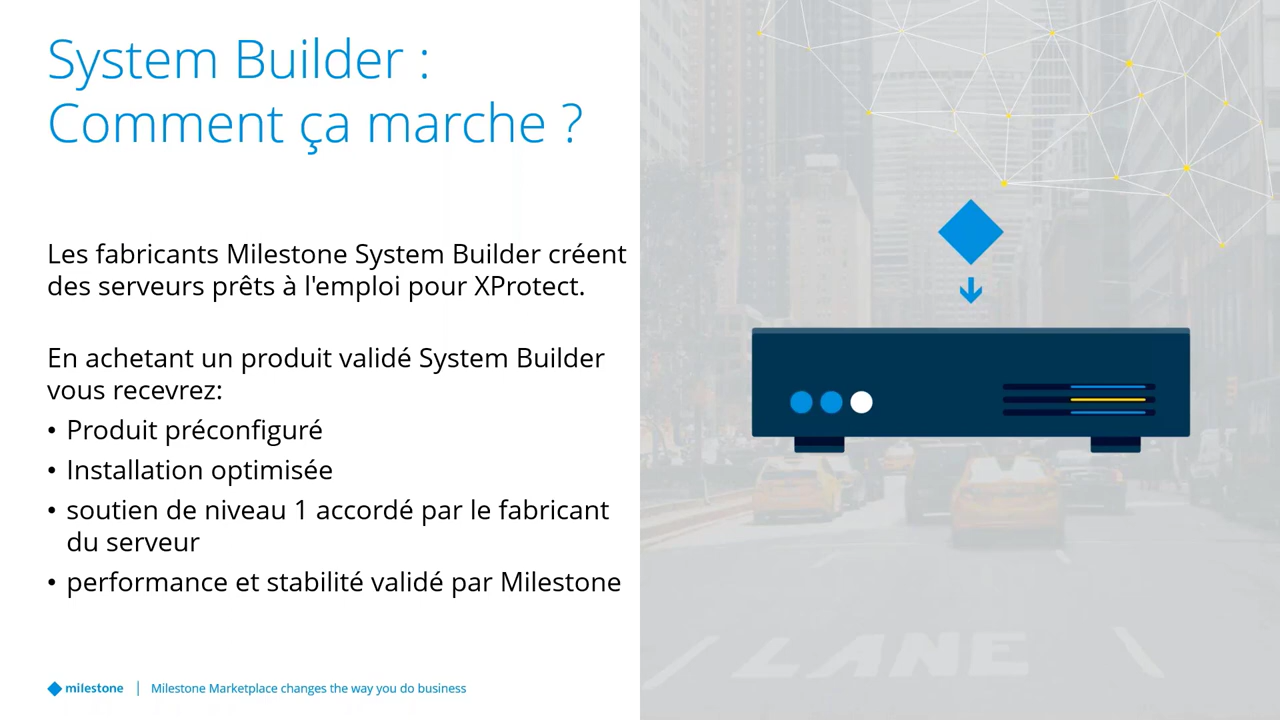 System Builder :
Comment ça marche ?
Les fabricants Milestone System Builder créent
des serveurs prêts à l'emploi pour XProtect.
En achetant un produit validé System Builder
vous recevrez:
• Produit préconfiguré
• Installation optimisée
• soutien de niveau 1 accordé par le fabricant
du serveur
• performance et stabilité validé par Milestone
LANE
milestone | Milestone Marketplace changes the way you do business